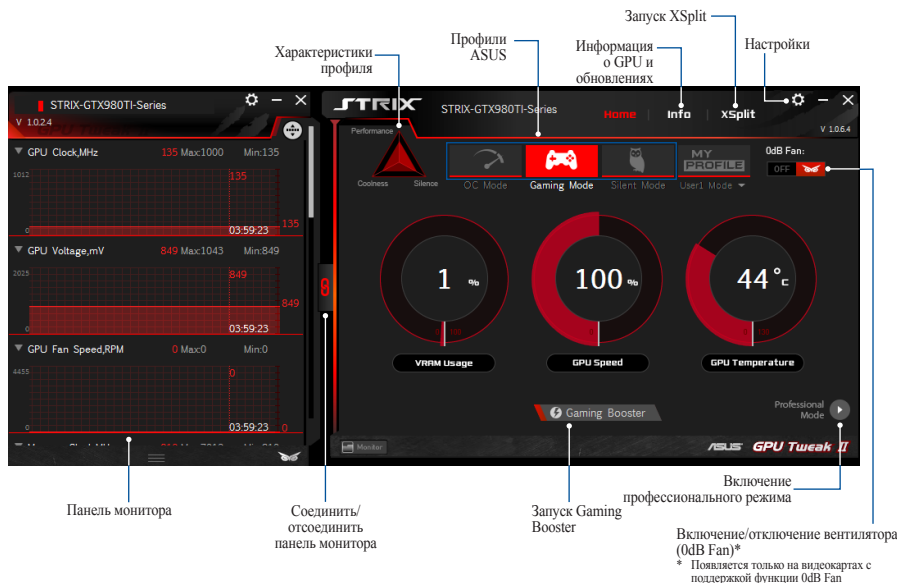 Запуск XSplit
Характеристики
профиля
Профили
ASUS
Информация
о GPU и
обновлениях
Настройки
STRIX-GTX980TI-Series
V 1.0.2.4
GPU Clock,MHz 135 Max:1000 Min:135
1012
135
135
0
03:59:23
GPU Voltage,mV 849 Max:1043 Min:849
2025
849
849
0
03:59:23
GPU Fan Speed,RPM 0 Max:0 Min:0
4455
0
0
03:59:23
0
STRIX
STRIX-GTX980TI-Series
Home Info XSplit
V 1.0.6.4
Performance
Coolness Silence
OC Mode
Gaming Mode
Silent Mode
MY
PROFILE
User1 Mode
0dB Fan:
OFF
1 %
0 100
VRAM Usage
100 %
0 100
GPU Speed
44°c
0 130
GPU Temperature
Gaming Booster
Professional
Mode
Monitor
ASUS GPU Tweak II
Панель монитора
Соединить/
отсоединить
панель монитора
Запуск Gaming
Booster
Включение
профессионального режима
Включение/отключение вентилятора
(0dB Fan)*
* Появляется только на видеокартах с
поддержкой функции 0dB Fan